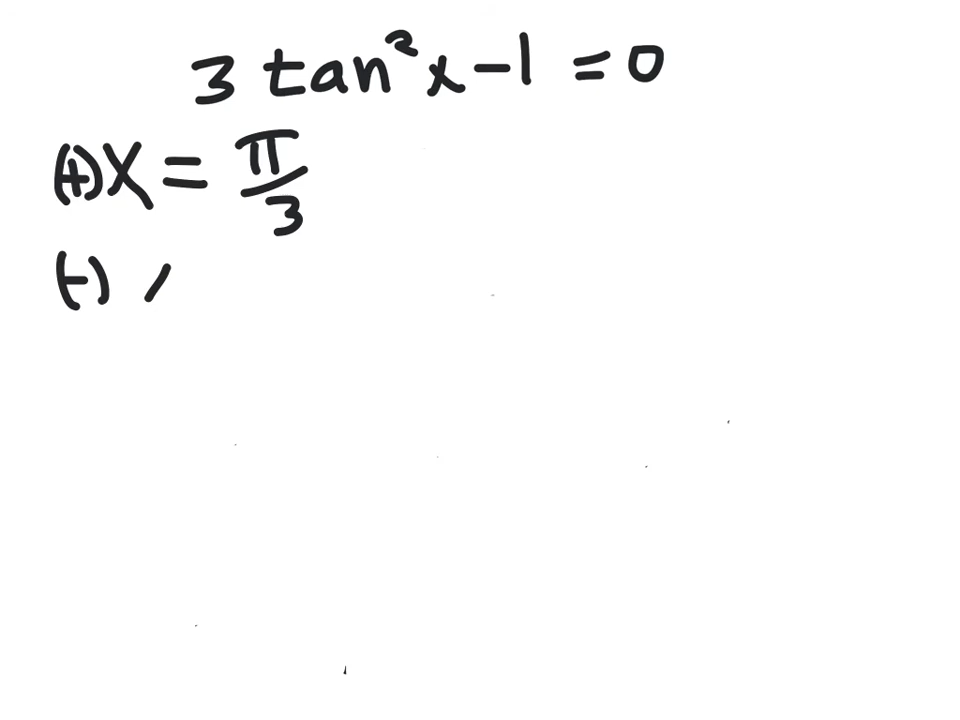 3 tan²x-1 = 0
(+) x = π/3
(-)